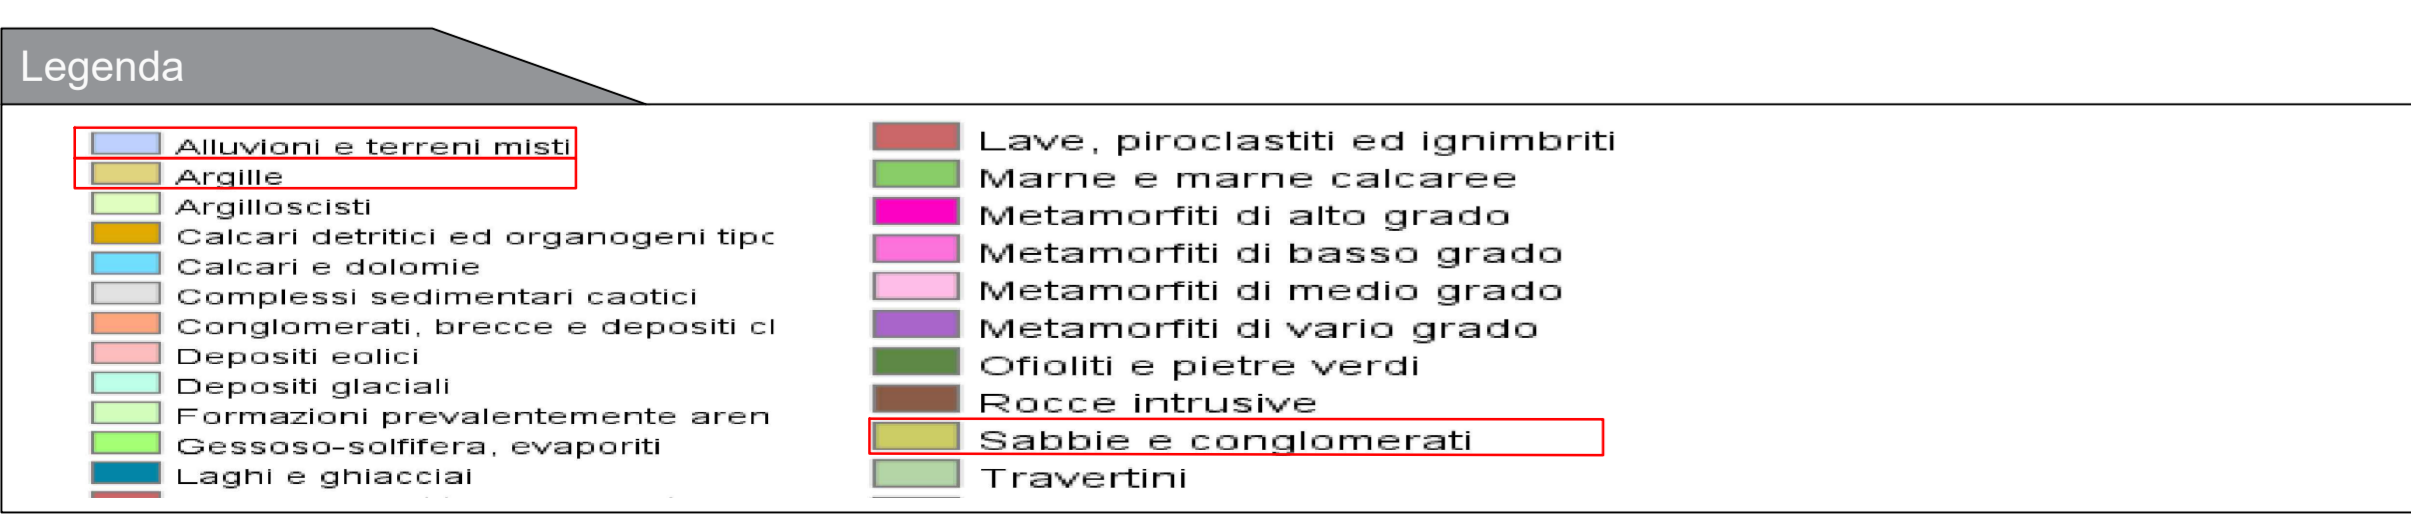 Legenda
Alluvioni e terreni misti
Argille
Argilloscisti
Calcari detritici ed organogeni tipo
Calcari e dolomie
Complessi sedimentari caotici
Conglomerati, brecce e depositi cl
Depositi eolici
Depositi glaciali
Formazioni prevalentemente aren
Gessoso-solfifera, evaporiti
Laghi e ghiacciai
Lave, piroclastiti ed ignimbriti
Marne e marne calcaree
Metamorfiti di alto grado
Metamorfiti di basso grado
Metamorfiti di medio grado
Metamorfiti di vario grado
Ofioliti e pietre verdi
Rocce intrusive
Sabbie e conglomerati
Travertini